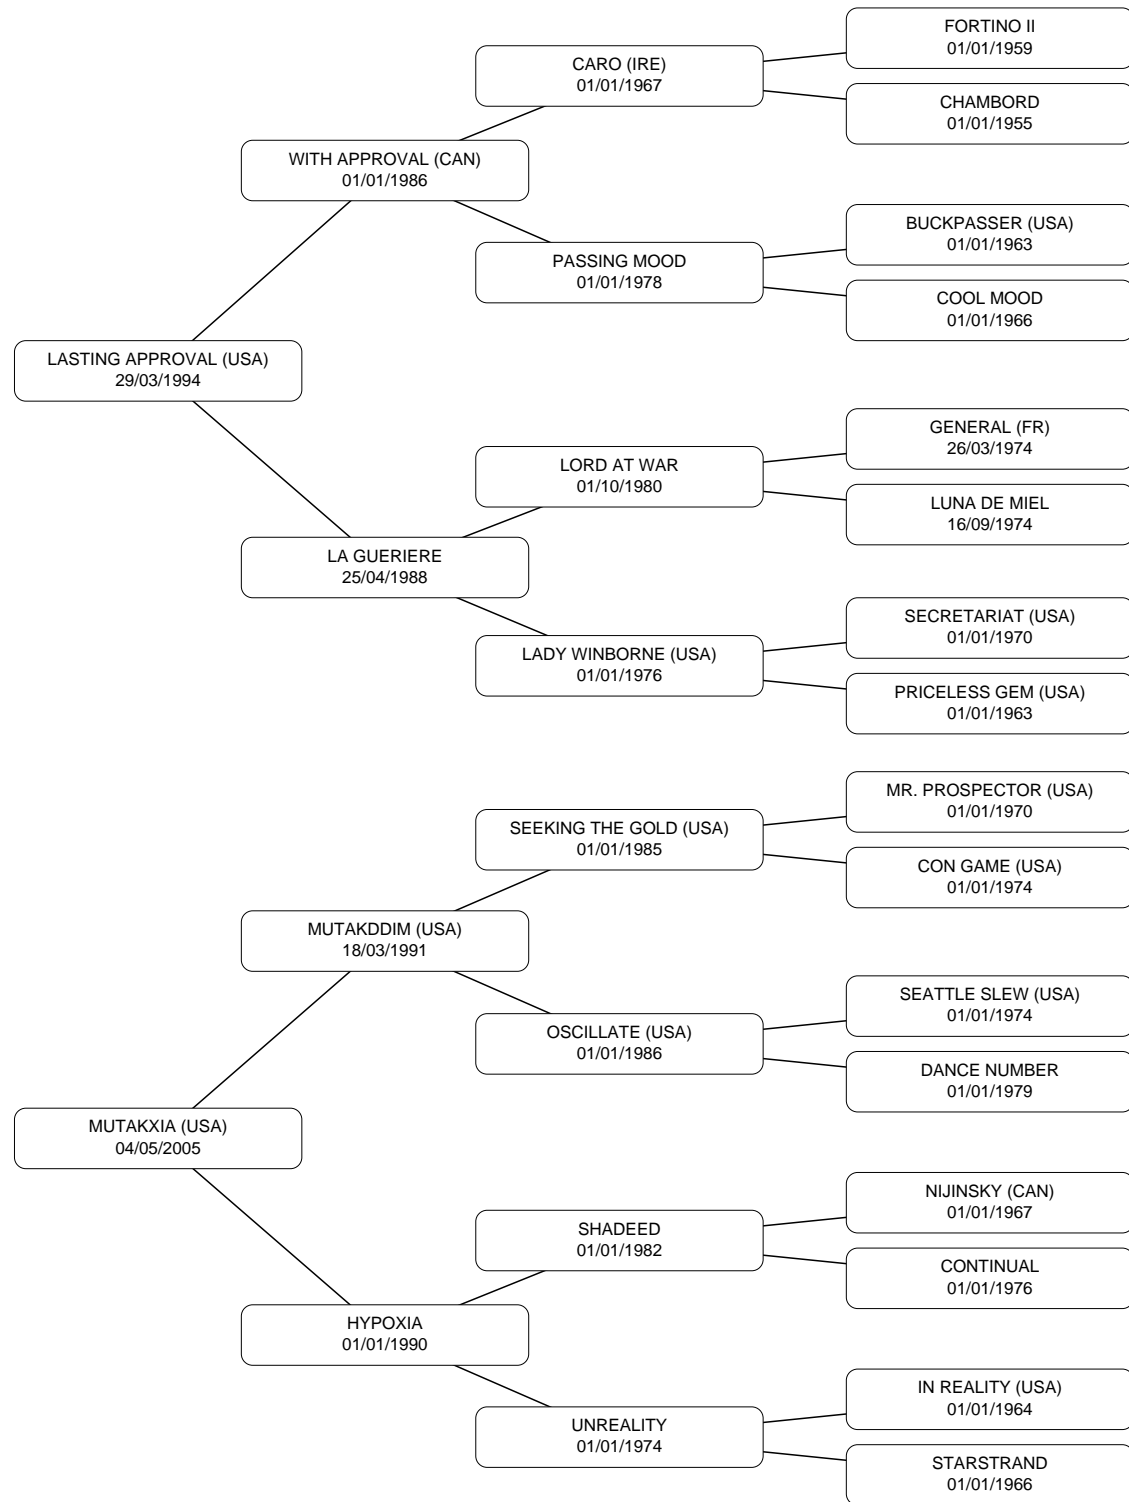 FORTINO II
01/01/1959
CARO (IRE)
01/01/1967
CHAMBORD
01/01/1955
WITH APPROVAL (CAN)
01/01/1986
BUCKPASSER (USA)
01/01/1963
PASSING MOOD
01/01/1978
COOL MOOD
01/01/1966
LASTING APPROVAL (USA)
29/03/1994
GENERAL (FR)
26/03/1974
LORD AT WAR
01/10/1980
LUNA DE MIEL
16/09/1974
LA GUERIERE
25/04/1988
SECRETARIAT (USA)
01/01/1970
LADY WINBORNE (USA)
01/01/1976
PRICELESS GEM (USA)
01/01/1963
MR. PROSPECTOR (USA)
01/01/1970
SEEKING THE GOLD (USA)
01/01/1985
CON GAME (USA)
01/01/1974
MUTAKDDIM (USA)
18/03/1991
SEATTLE SLEW (USA)
01/01/1974
OSCILLATE (USA)
01/01/1986
DANCE NUMBER
01/01/1979
MUTAKXIA (USA)
04/05/2005
NIJINSKY (CAN)
01/01/1967
SHADEED
01/01/1982
CONTINUAL
01/01/1976
HYPOXIA
01/01/1990
IN REALITY (USA)
01/01/1964
UNREALITY
01/01/1974
STARSTRAND
01/01/1966